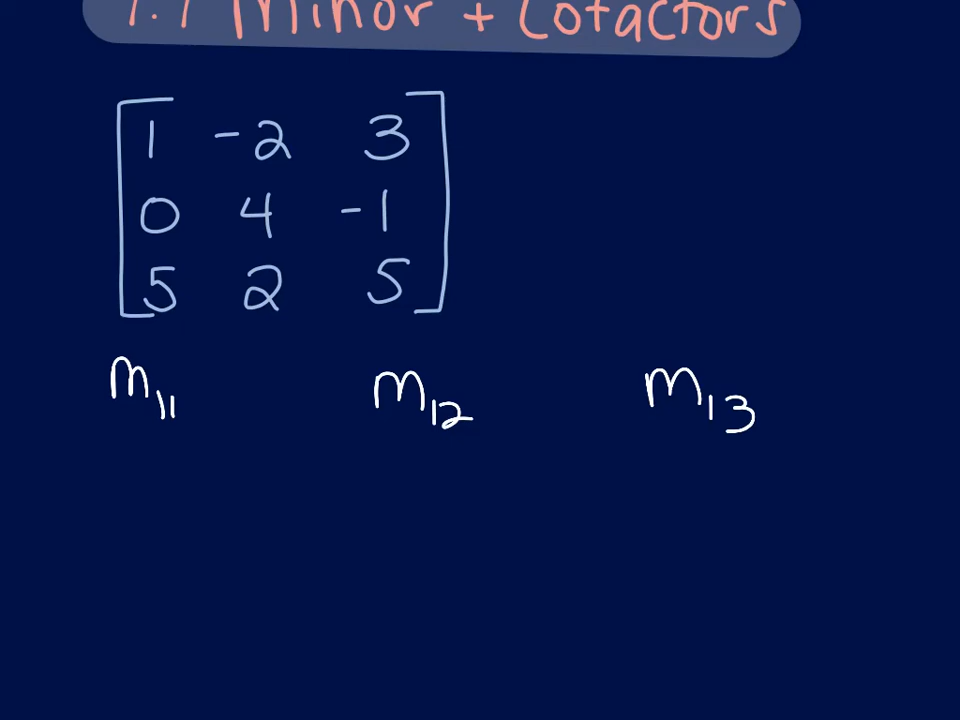 Minor + Cofactors
1 -2 3
0 4 -1
5 2 5
M₁₁ M₁₂ M₁₃